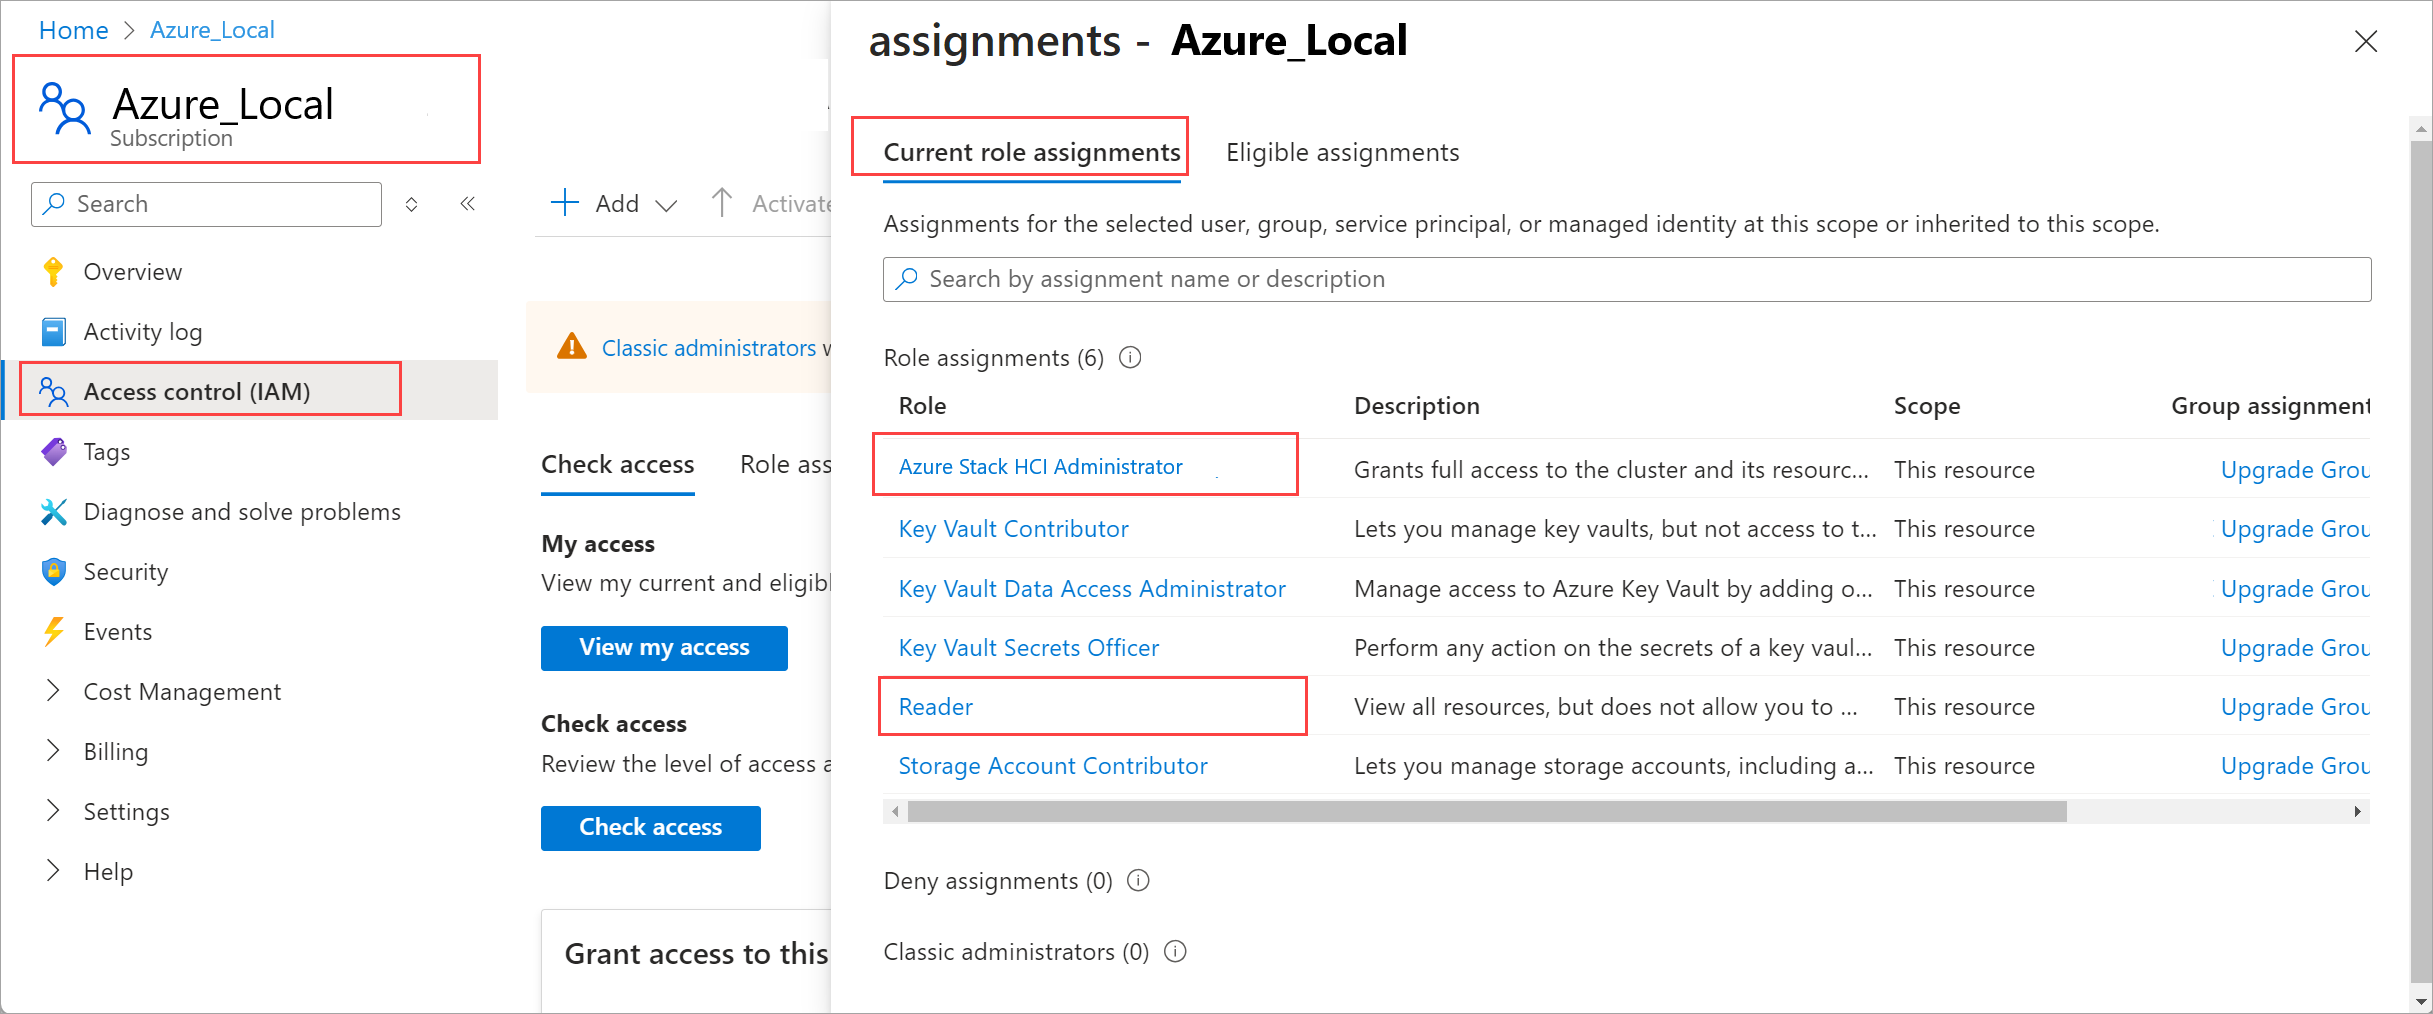 Home > Azure_Local
Azure_Local
Subscription
Search
Overview
Activity log
Access control (IAM)
Tags
Diagnose and solve problems
Security
Events
Cost Management
Billing
Settings
Help
Add
Activate
Classic administrators
Check access Role ass
My access
View my current and eligibl
View my access
Check access
Review the level of access a
Check access
Grant access to this
assignments - Azure_Local
Current role assignments Eligible assignments
Assignments for the selected user, group, service principal, or managed identity at this scope or inherited to this scope.
Search by assignment name or description
Role assignments (6)
Role Description Scope Group assignment
Azure Stack HCI Administrator Grants full access to the cluster and its resourc... This resource Upgrade Grou
Key Vault Contributor Lets you manage key vaults, but not access to t... This resource Upgrade Grou
Key Vault Data Access Administrator Manage access to Azure Key Vault by adding o... This resource Upgrade Grou
Key Vault Secrets Officer Perform any action on the secrets of a key vaul... This resource Upgrade Grou
Reader View all resources, but does not allow you to ... This resource Upgrade Grou
Storage Account Contributor Lets you manage storage accounts, including a... This resource Upgrade Grou
Deny assignments (0)
Classic administrators (0)